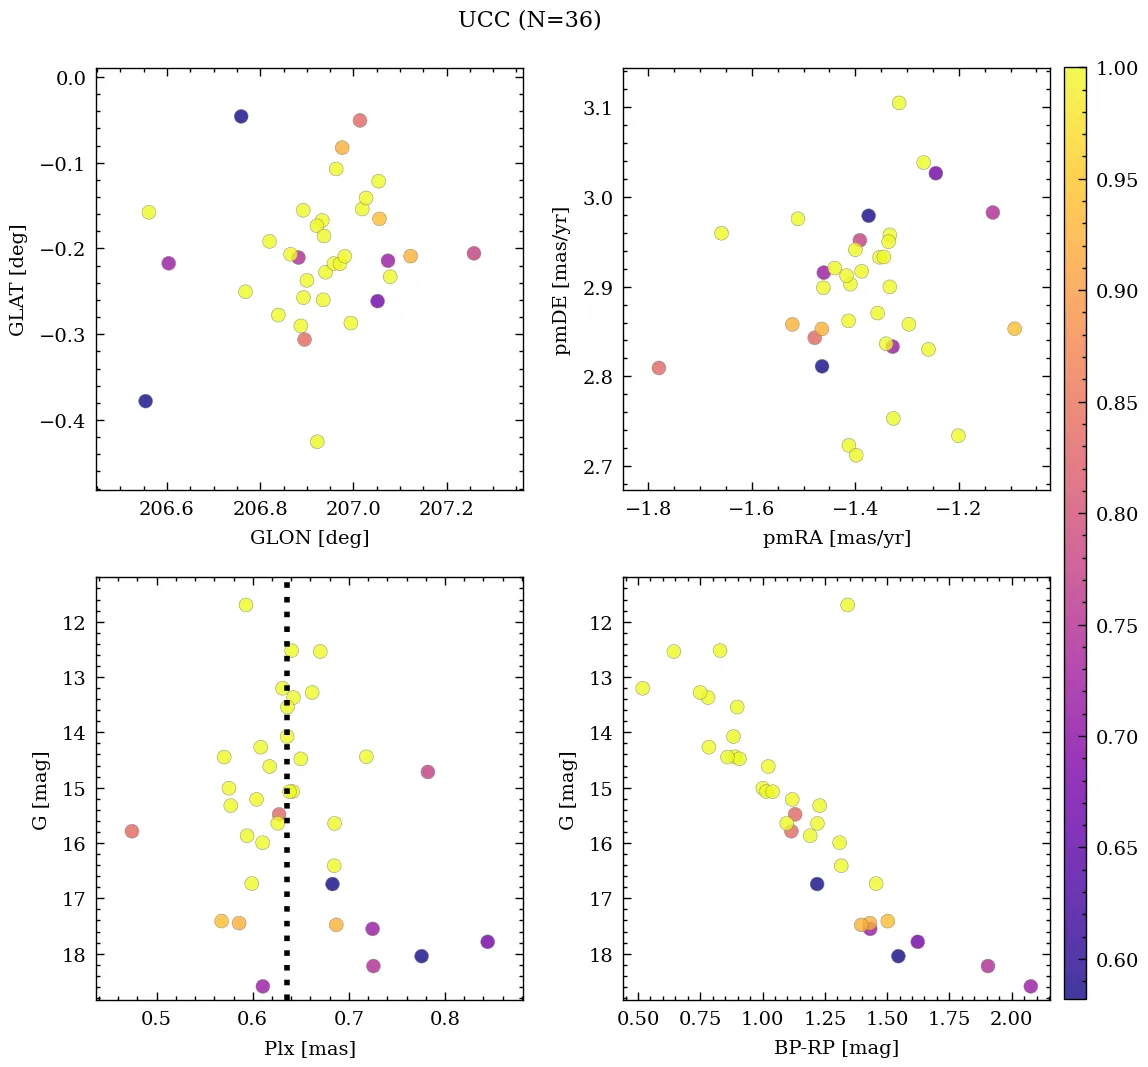 UCC (N=36)
0.0
−0.1
−0.2
−0.3
−0.4
GLAT [deg]
206.6 206.8 207.0 207.2
GLON [deg]
3.1
3.0
2.9
2.8
2.7
pmDE [mas/yr]
−1.8 −1.6 −1.4 −1.2
pmRA [mas/yr]
12
13
14
15
16
17
18
G [mag]
0.5 0.6 0.7 0.8
Plx [mas]
12
13
14
15
16
17
18
G [mag]
0.50 0.75 1.00 1.25 1.50 1.75 2.00
BP-RP [mag]
1.00
0.95
0.90
0.85
0.80
0.75
0.70
0.65
0.60